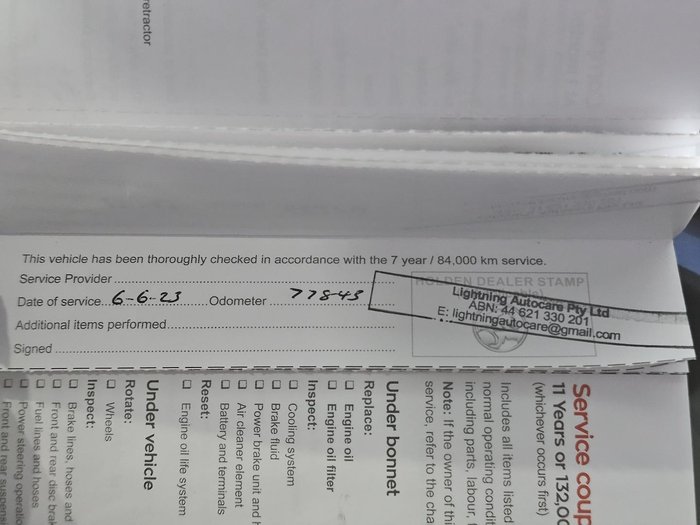 retractor
This vehicle has been thoroughly checked in accordance with the 7 year / 84,000 km service.
Service Provider
Date of service 6-6-23 Odometer 77843
Additional items performed
Signed
HOLDEN DEALER STAMP
Lightning Autocare Pty Ltd
ABN: 44 621 330 201
E: lightningautocare@gmail.com
Service coup
11 Years or 132,00
(whichever occurs first)
Includes all items listed
normal operating condit
including parts, labour,
Note: If the owner of thi
service, refer to the cha
Under bonnet
Replace:
Engine oil
Engine oil filter
Inspect:
Cooling system
Brake fluid
Power brake unit and h
Air cleaner element
Battery and terminals
Reset:
Engine oil life system
Under vehicle
Rotate:
Wheels
Inspect:
Brake lines, hoses and
Front and rear disc bra
Fuel lines and hoses
Power steering operatio
Front and rear suspens